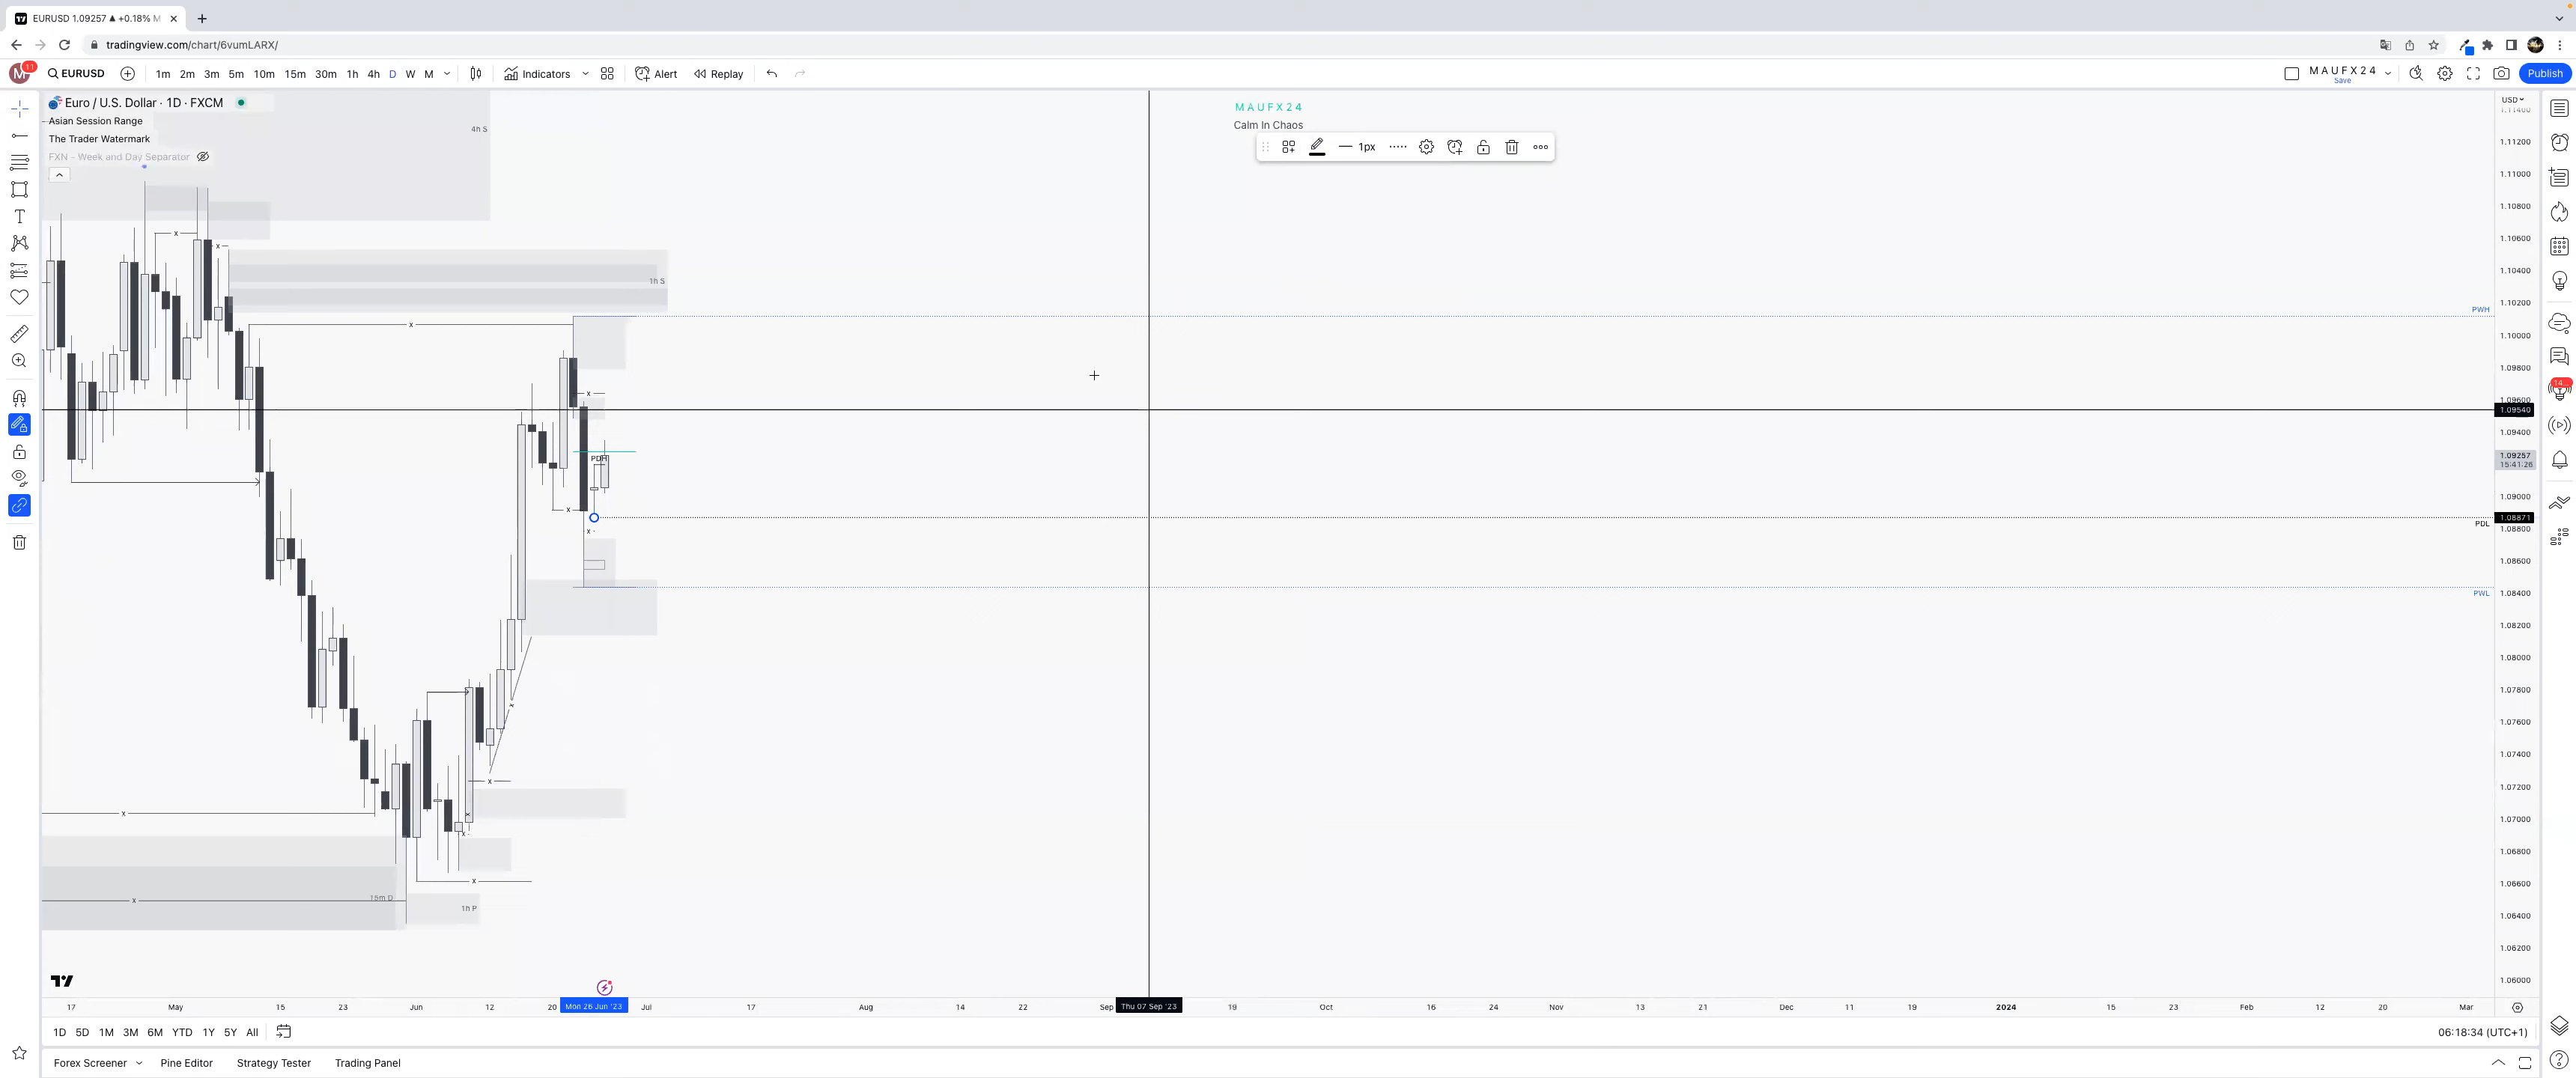 EURUSD 1.09257 ▲ +0.18% M
tradingview.com/chart/6vumLARX/
M 11 EURUSD 1m 2m 3m 5m 10m 15m 30m 1h 4h D W M Indicators Alert Replay MAUFX24 Save Publish
Euro / U.S. Dollar · 1D · FXCM
Asian Session Range
The Trader Watermark
FXN - Week and Day Separator
MAUFX24
Calm In Chaos
1px
USD
1.11400
1.11200
1.11000
1.10800
1.10600
1.10400
1.10200
1.10000
1.09800
1.09600
1.09540
1.09400
1.09257
15:41:26
1.09000
1.08871
1.08800
1.08600
1.08400
1.08200
1.08000
1.07800
1.07600
1.07400
1.07200
1.07000
1.06800
1.06600
1.06400
1.06200
1.06000
4h S
x
x
1h S
PWH
x
x
PDH
x
x
PDL
PWL
x
x
x
x
x
x
x
15m D
1h P
14
17 May 15 23 Jun 12 20 Mon 26 Jun '23 Jul 17 Aug 14 22 Sep Thu 07 Sep '23 19 Oct 16 24 Nov 13 21 Dec 11 19 2024 15 23 Feb 12 20 Mar
1D 5D 1M 3M 6M YTD 1Y 5Y All 06:18:34 (UTC+1)
Forex Screener Pine Editor Strategy Tester Trading Panel